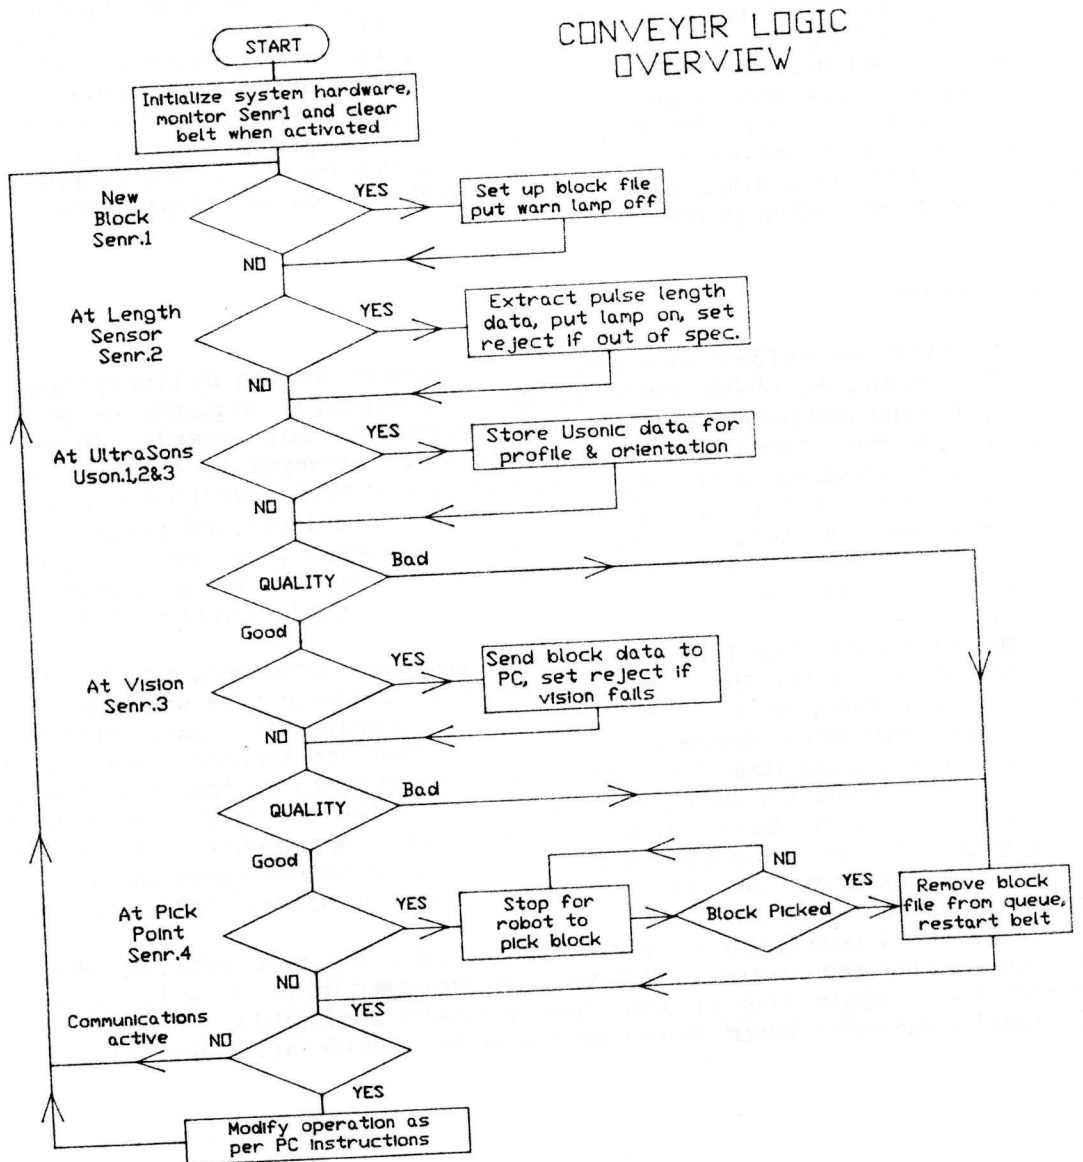 CONVEYOR LOGIC
OVERVIEW
START
Initialize system hardware,
monitor Senr1 and clear
belt when activated
New
Block
Senr.1
YES
Set up block file
put warn lamp off
NO
At Length
Sensor
Senr.2
YES
Extract pulse length
data, put lamp on, set
reject if out of spec.
NO
At UltraSons
Uson.1,2&3
YES
Store Usonic data for
profile & orientation
NO
QUALITY
Bad
Good
At Vision
Senr.3
YES
Send block data to
PC, set reject if
vision fails
NO
QUALITY
Bad
Good
At Pick
Point
Senr.4
YES
Stop for
robot to
pick block
NO
Block Picked
YES
Remove block
file from queue,
restart belt
NO
YES
Communications
active
NO
YES
Modify operation as
per PC instructions